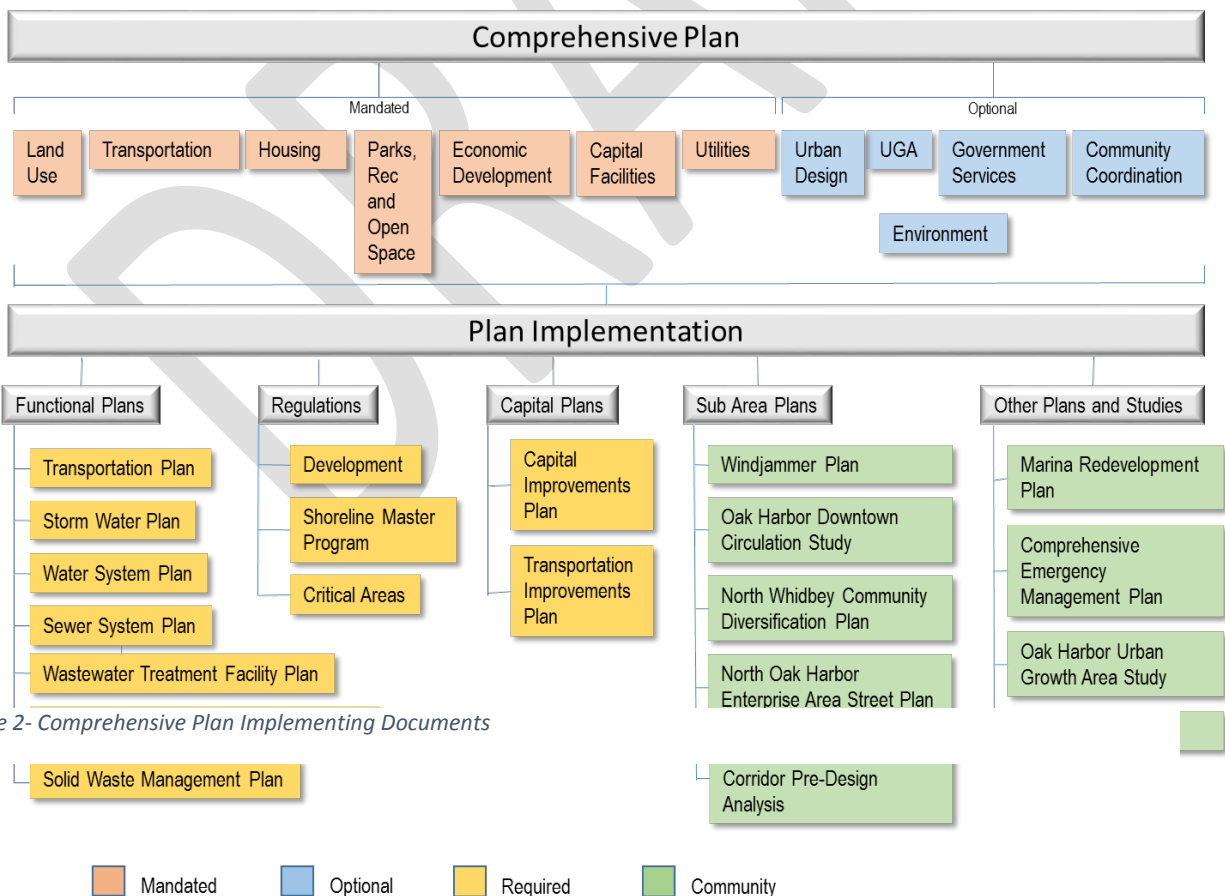 Comprehensive Plan
Mandated
Optional
Land
Use
Transportation
Housing
Parks,
Rec
and
Open
Space
Economic
Development
Capital
Facilities
Utilities
Urban
Design
UGA
Government
Services
Community
Coordination
Environment
Plan Implementation
Functional Plans
Transportation Plan
Storm Water Plan
Water System Plan
Sewer System Plan
Wastewater Treatment Facility Plan
Solid Waste Management Plan
Regulations
Development
Shoreline Master
Program
Critical Areas
Capital Plans
Capital
Improvements
Plan
Transportation
Improvements
Plan
Sub Area Plans
Windjammer Plan
Oak Harbor Downtown
Circulation Study
North Whidbey Community
Diversification Plan
North Oak Harbor
Enterprise Area Street Plan
Corridor Pre-Design
Analysis
Other Plans and Studies
Marina Redevelopment
Plan
Comprehensive
Emergency
Management Plan
Oak Harbor Urban
Growth Area Study
e 2- Comprehensive Plan Implementing Documents
Mandated
Optional
Required
Community